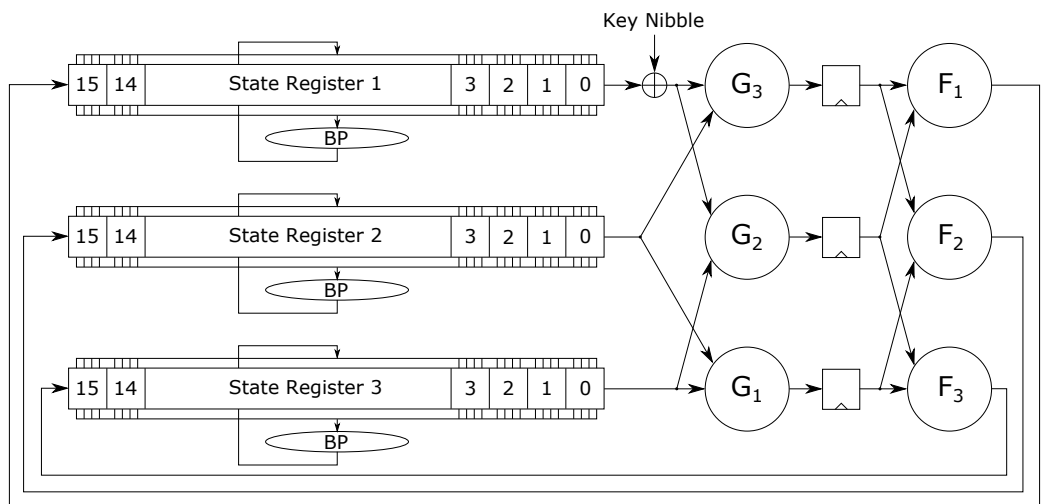 Key Nibble
15 14 State Register 1 3 2 1 0
G3 F1
BP
15 14 State Register 2 3 2 1 0
G2 F2
BP
15 14 State Register 3 3 2 1 0
G1 F3
BP